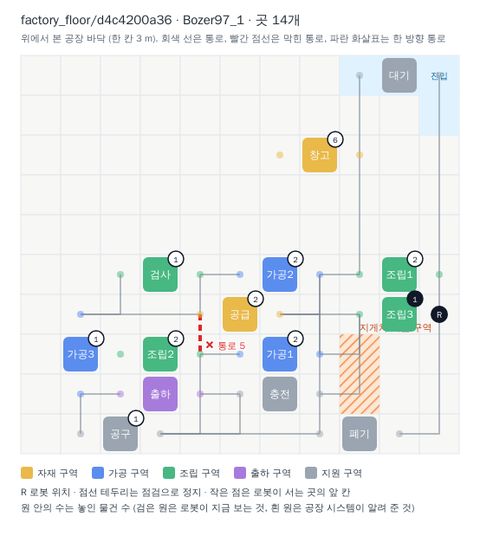 factory_floor/d4c4200a36 · Bozer97_1 · 곳 14개
위에서 본 공장 바닥 (한 칸 3 m). 회색 선은 통로, 빨간 점선은 막힌 통로, 파란 화살표는 한 방향 통로
대기
창고 6
검사 1
가공2 2
조립1 2
공급 2
조립3 1
R
구역
✖ 통로 5
가공3 1
조립2 2
가공1 2
출하
충전
공구 1
폐기
자재 구역 가공 구역 조립 구역 출하 구역 지원 구역
R 로봇 위치 · 점선 테두리는 점검으로 정지 · 작은 점은 로봇이 서는 곳의 앞 칸
원 안의 수는 놓인 물건 수 (검은 원은 로봇이 지금 보는 것, 흰 원은 공장 시스템이 알려 준 것)